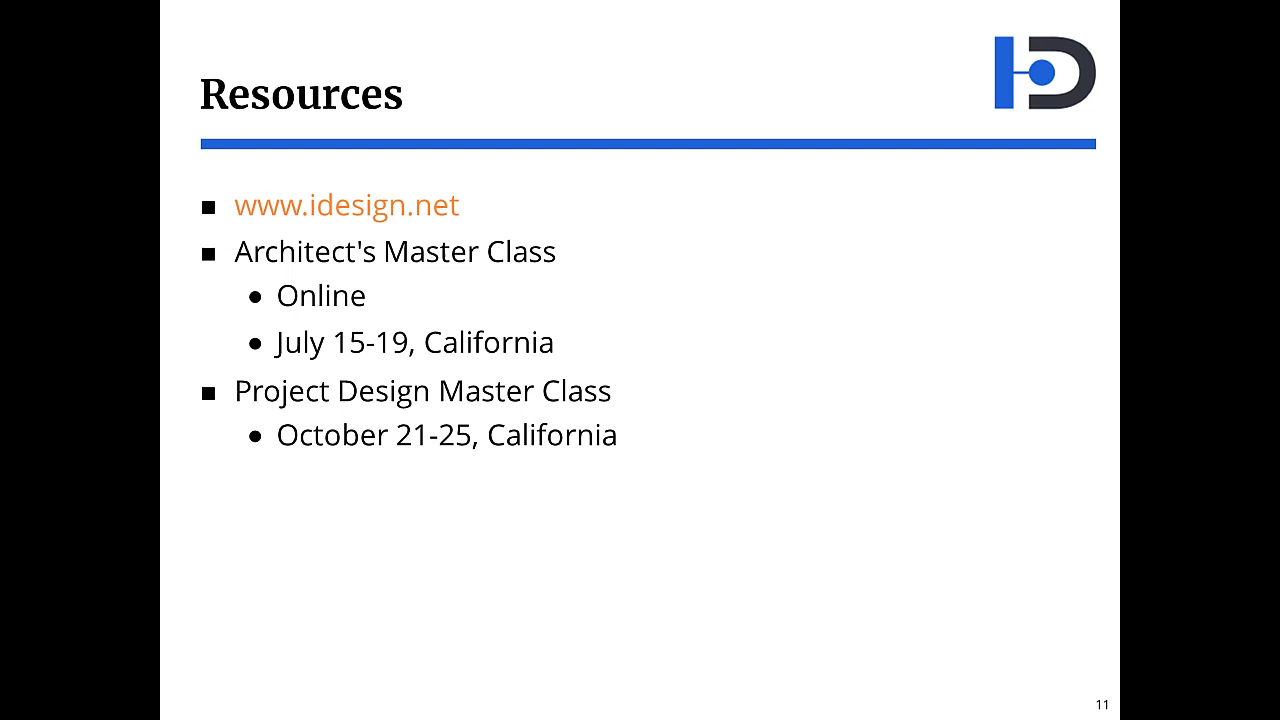 Resources
www.idesign.net
Architect's Master Class
Online
July 15-19, California
Project Design Master Class
October 21-25, California
11